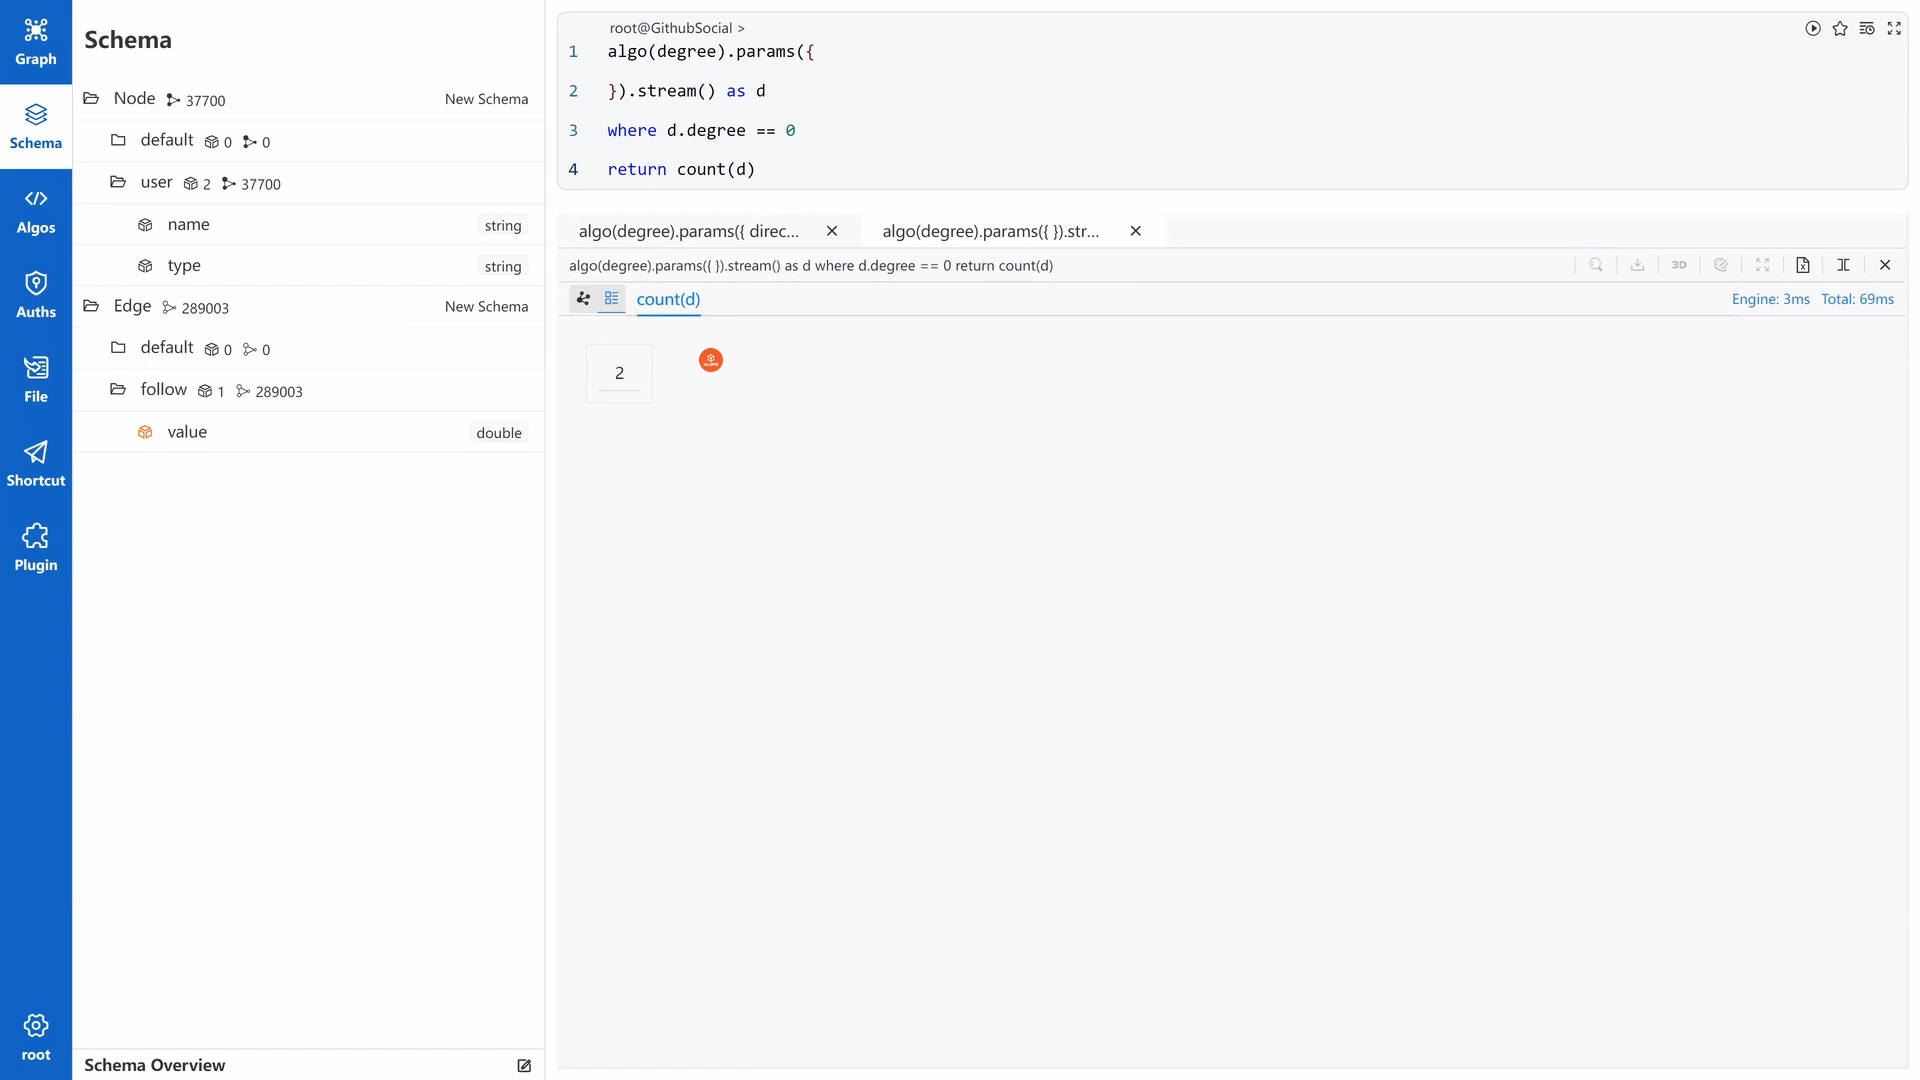 Graph
Schema
Algos
Auths
File
Shortcut
Plugin
root
Schema
Node 37700 New Schema
default 0 0
user 2 37700
name string
type string
Edge 289003 New Schema
default 0 0
follow 1 289003
value double
Schema Overview
root@GithubSocial >
1 algo(degree).params({
2 }).stream() as d
3 where d.degree == 0
4 return count(d)
algo(degree).params({ direc... algo(degree).params({ }).str...
algo(degree).params({ }).stream() as d where d.degree == 0 return count(d) 3D
count(d) Engine: 3ms Total: 69ms
2